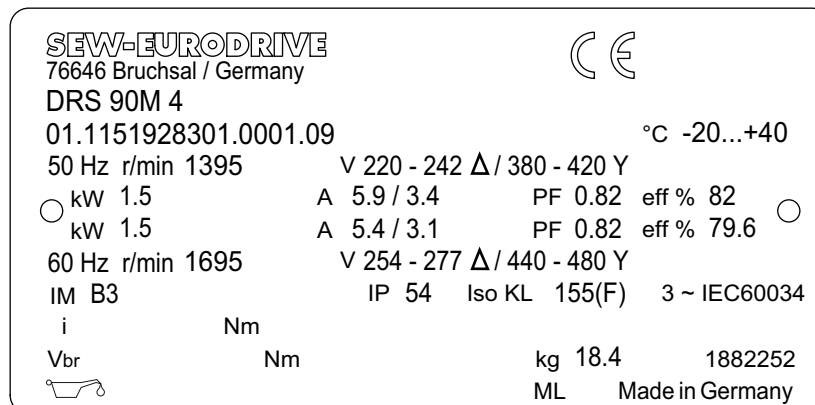 SEW-EURODRIVE CE
76646 Bruchsal / Germany
DRS 90M 4
01.1151928301.0001.09 °C -20...+40
50 Hz r/min 1395 V 220 - 242 Δ / 380 - 420 Y
kW 1.5 A 5.9 / 3.4 PF 0.82 eff % 82
kW 1.5 A 5.4 / 3.1 PF 0.82 eff % 79.6
60 Hz r/min 1695 V 254 - 277 Δ / 440 - 480 Y
IM B3 IP 54 Iso KL 155(F) 3 ~ IEC60034
i Nm
Vbr Nm kg 18.4 1882252
ML Made in Germany